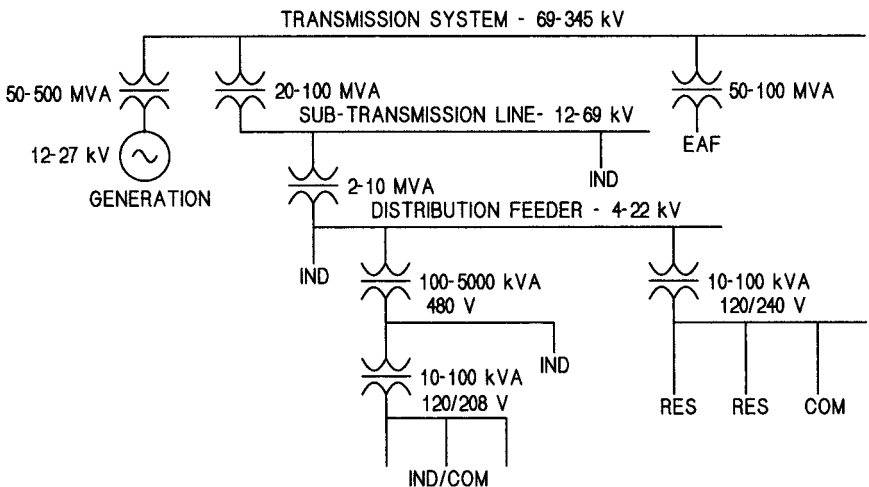 TRANSMISSION SYSTEM - 69-345 kV
50-500 MVA
20-100 MVA
50-100 MVA
SUB-TRANSMISSION LINE- 12-69 kV
12-27 kV
GENERATION
EAF
IND
2-10 MVA
DISTRIBUTION FEEDER - 4-22 kV
IND
100-5000 kVA
480 V
10-100 kVA
120/240 V
IND
10-100 kVA
120/208 V
RES
RES
COM
IND/COM